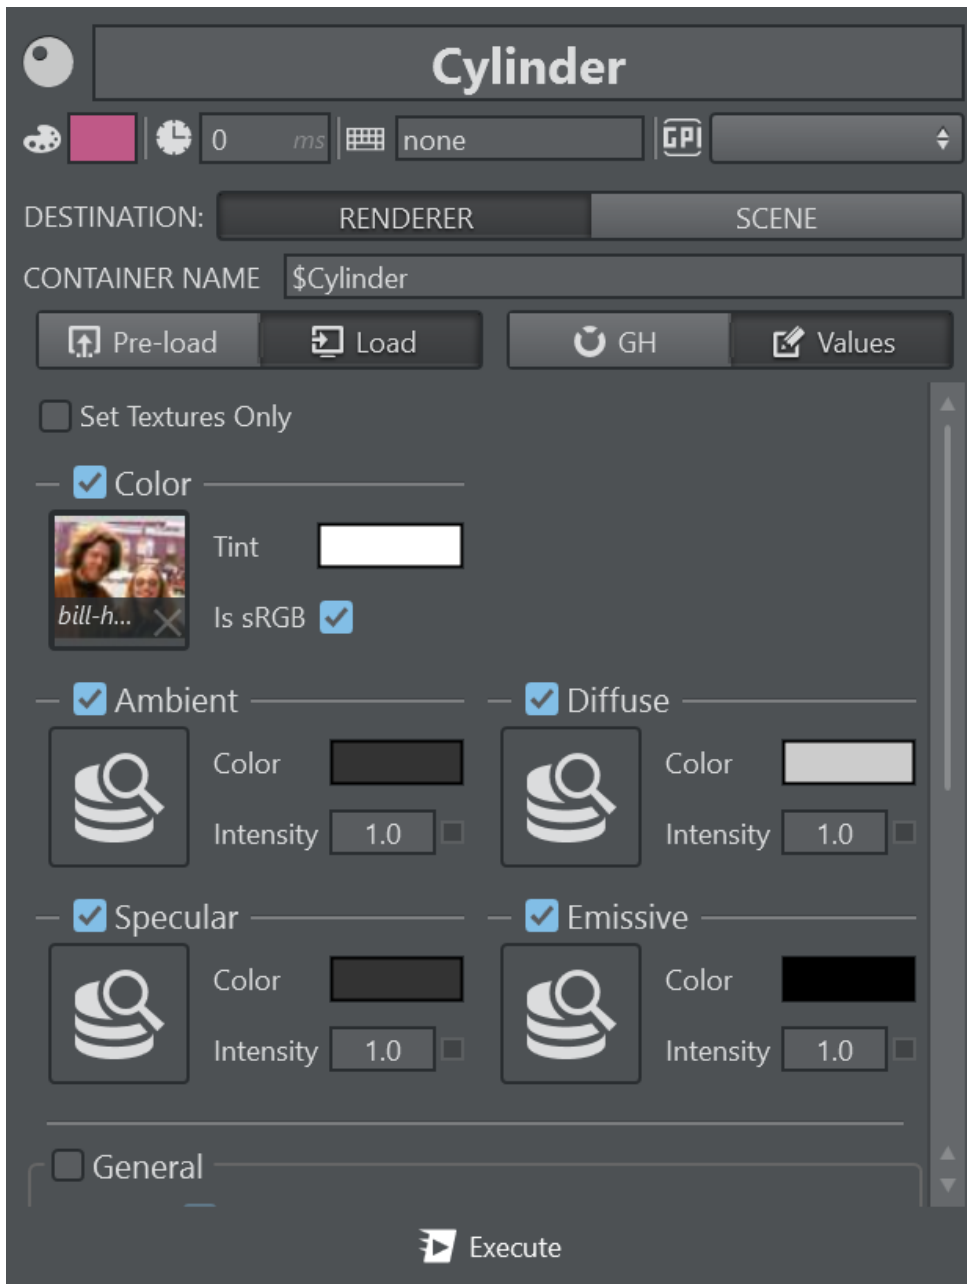 Cylinder
0 ms none GPI
DESTINATION: RENDERER SCENE
CONTAINER NAME $Cylinder
Pre-load Load GH Values
Set Textures Only
Color
Tint
bill-h... Is sRGB
Ambient Diffuse
Color Color
Intensity 1.0 Intensity 1.0
Specular Emissive
Color Color
Intensity 1.0 Intensity 1.0
General
Execute